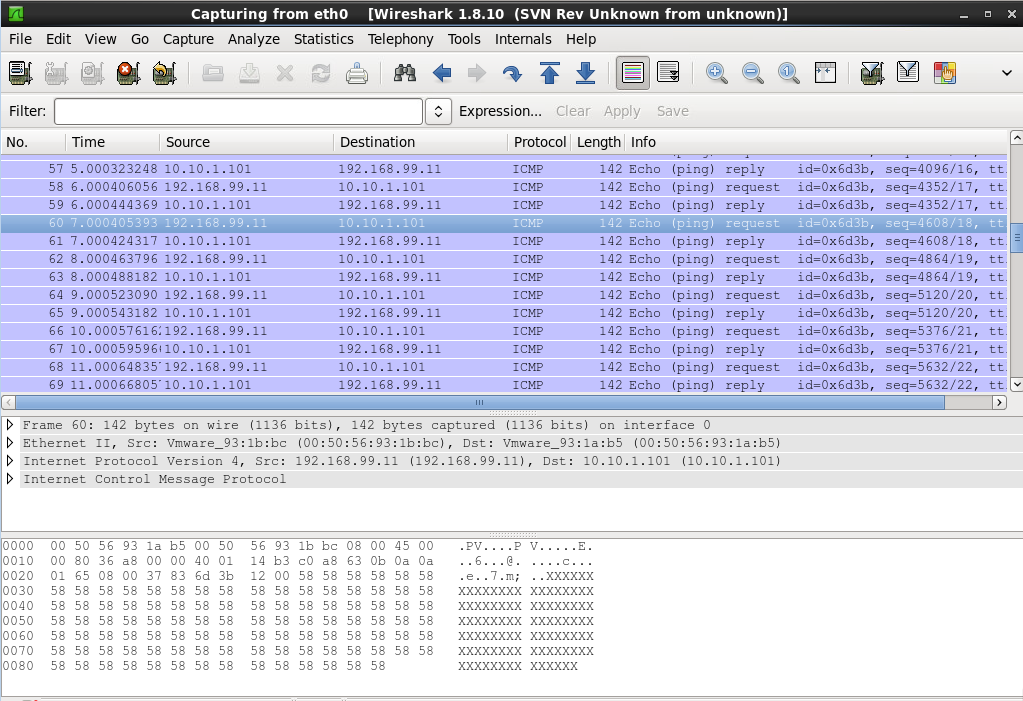 Capturing from eth0 [Wireshark 1.8.10 (SVN Rev Unknown from unknown)]
File Edit View Go Capture Analyze Statistics Telephony Tools Internals Help
Filter: Expression... Clear Apply Save
No. Time Source Destination Protocol Length Info
57 5.000323248 10.10.1.101 192.168.99.11 ICMP 142 Echo (ping) reply id=0x6d3b, seq=4096/16, tt
58 6.000406056 192.168.99.11 10.10.1.101 ICMP 142 Echo (ping) request id=0x6d3b, seq=4352/17, tt
59 6.000444369 10.10.1.101 192.168.99.11 ICMP 142 Echo (ping) reply id=0x6d3b, seq=4352/17, tt
60 7.000405393 192.168.99.11 10.10.1.101 ICMP 142 Echo (ping) request id=0x6d3b, seq=4608/18, tt
61 7.000424317 10.10.1.101 192.168.99.11 ICMP 142 Echo (ping) reply id=0x6d3b, seq=4608/18, tt
62 8.000463796 192.168.99.11 10.10.1.101 ICMP 142 Echo (ping) request id=0x6d3b, seq=4864/19, tt
63 8.000488182 10.10.1.101 192.168.99.11 ICMP 142 Echo (ping) reply id=0x6d3b, seq=4864/19, tt
64 9.000523090 192.168.99.11 10.10.1.101 ICMP 142 Echo (ping) request id=0x6d3b, seq=5120/20, tt
65 9.000543182 10.10.1.101 192.168.99.11 ICMP 142 Echo (ping) reply id=0x6d3b, seq=5120/20, tt
66 10.00057616 192.168.99.11 10.10.1.101 ICMP 142 Echo (ping) request id=0x6d3b, seq=5376/21, tt
67 10.00059596 10.10.1.101 192.168.99.11 ICMP 142 Echo (ping) reply id=0x6d3b, seq=5376/21, tt
68 11.00064835 192.168.99.11 10.10.1.101 ICMP 142 Echo (ping) request id=0x6d3b, seq=5632/22, tt
69 11.00066805 10.10.1.101 192.168.99.11 ICMP 142 Echo (ping) reply id=0x6d3b, seq=5632/22, tt
Frame 60: 142 bytes on wire (1136 bits), 142 bytes captured (1136 bits) on interface 0
Ethernet II, Src: Vmware_93:1b:bc (00:50:56:93:1b:bc), Dst: Vmware_93:1a:b5 (00:50:56:93:1a:b5)
Internet Protocol Version 4, Src: 192.168.99.11 (192.168.99.11), Dst: 10.10.1.101 (10.10.1.101)
Internet Control Message Protocol
0000 00 50 56 93 1a b5 00 50 56 93 1b bc 08 00 45 00 .PV....P V.....E.
0010 00 80 36 a8 00 00 40 01 14 b3 c0 a8 63 0b 0a 0a ..6...@. ....c...
0020 01 65 08 00 37 83 6d 3b 12 00 58 58 58 58 58 58 .e..7.m; ..XXXXXX
0030 58 58 58 58 58 58 58 58 58 58 58 58 58 58 58 58 XXXXXXXX XXXXXXXX
0040 58 58 58 58 58 58 58 58 58 58 58 58 58 58 58 58 XXXXXXXX XXXXXXXX
0050 58 58 58 58 58 58 58 58 58 58 58 58 58 58 58 58 XXXXXXXX XXXXXXXX
0060 58 58 58 58 58 58 58 58 58 58 58 58 58 58 58 58 XXXXXXXX XXXXXXXX
0070 58 58 58 58 58 58 58 58 58 58 58 58 58 58 58 58 XXXXXXXX XXXXXXXX
0080 58 58 58 58 58 58 58 58 58 58 58 58 58 58 XXXXXXXX XXXXXX